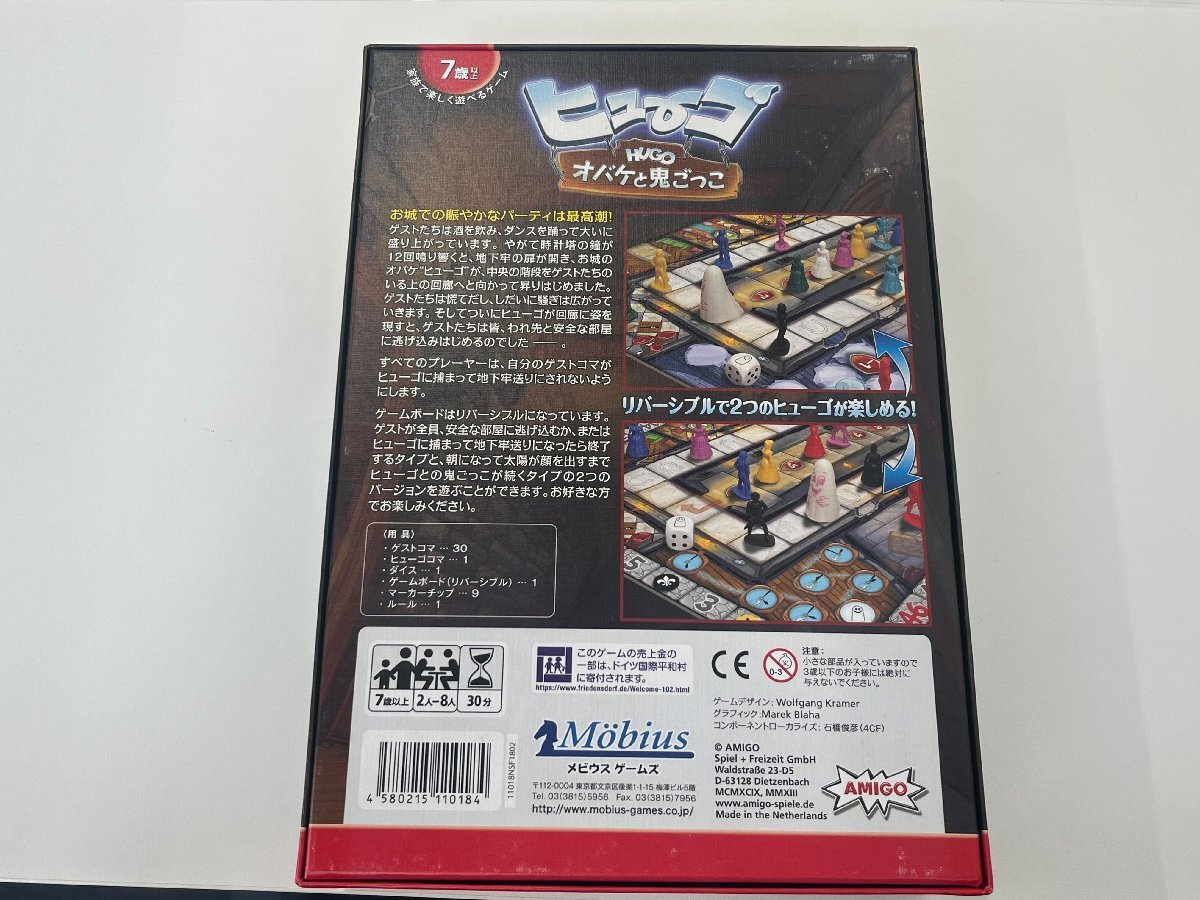 7歳以上
家族で楽しく遊べるゲーム
ヒューゴ
HUGO
オバケと鬼ごっこ
お城での賑やかなパーティは最高潮!
ゲストたちは酒を飲み、ダンスを踊って大いに
盛り上がっています。やがて時計塔の鐘が
12回鳴り響くと、地下牢の扉が開き、お城の
オバケ"ヒューゴ"が、中央の階段をゲストたちの
いる上の回廊へと向かって昇りはじめました。
ゲストたちは慌てだし、しだいに騒ぎは広がって
いきます。そしてついにヒューゴが回廊に姿を
現すと、ゲストたちは皆、われ先と安全な部屋
に逃げ込みはじめるのでした ── 。
すべてのプレーヤーは、自分のゲストコマが
ヒューゴに捕まって地下牢送りにされないよう
にします。
ゲームボードはリバーシブルになっています。
ゲストが全員、安全な部屋に逃げ込むか、または
ヒューゴに捕まって地下牢送りになったら終了
するタイプと、朝になって太陽が顔を出すまで
ヒューゴとの鬼ごっこが続くタイプの2つの
バージョンを遊ぶことができます。お好きな方
でお楽しみください。
リバーシブルで2つのヒューゴが楽しめる!
〈用 具〉
・ゲストコマ … 30
・ヒューゴコマ … 1
・ダイス … 1
・ゲームボード(リバーシブル) … 1
・マーカーチップ … 9
・ルール … 1
5
3
7歳以上
2人−8人
30分
このゲームの売上金の
一部は、ドイツ国際平和村
に寄付されます。
https://www.friedensdorf.de/Welcome-102.html
CE
0-3
注意:
小さな部品が入っていますので
3歳以下のお子様には絶対に
与えないでください。
ゲームデザイン: Wolfgang Kramer
グラフィック: Marek Blaha
コンポーネントローカライズ: 石橋俊彦(4CF)
4 580215 110184
11018NSF1802
Möbius
メビウス ゲームズ
〒112-0004 東京都文京区後楽1-1-15 梅澤ビル5階
Tel. 03(3815)5956 Fax. 03(3815)7956
http://www.mobius-games.co.jp/
© AMIGO
Spiel + Freizeit GmbH
Waldstraße 23-D5
D-63128 Dietzenbach
MCMXCIX, MMXIII
www.amigo-spiele.de
Made in the Netherlands
AMIGO